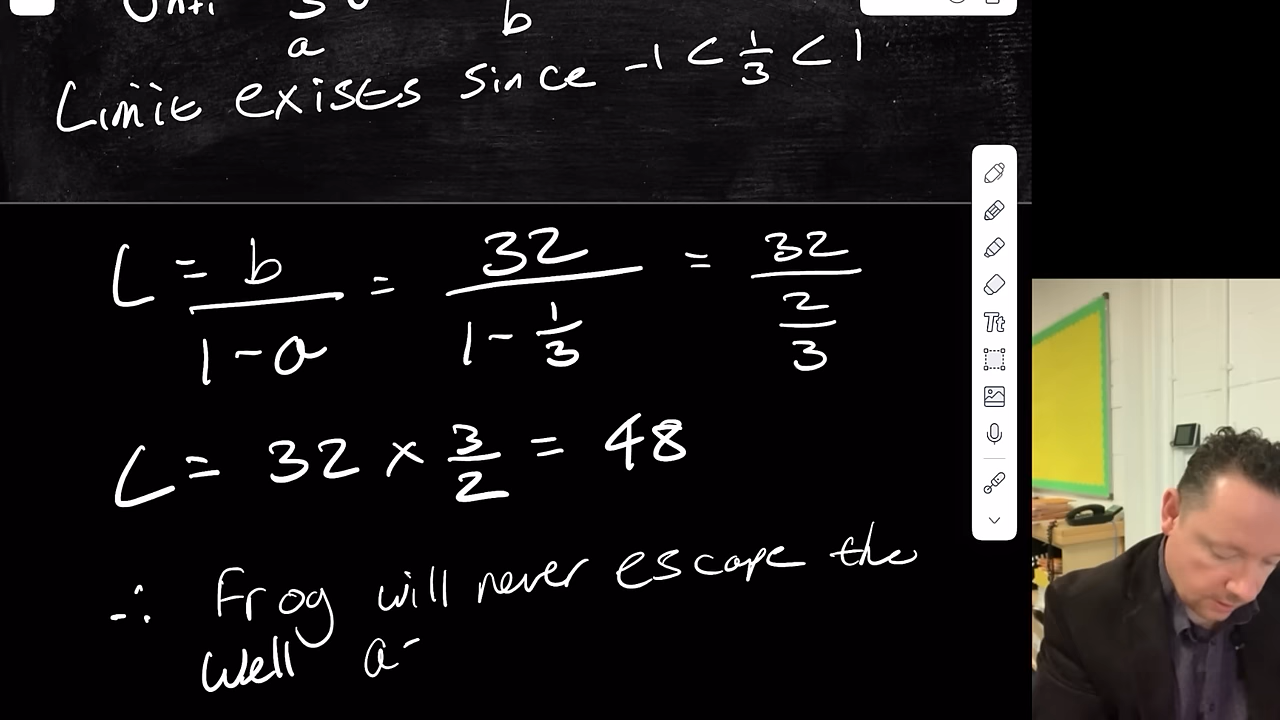 b
a
Limit exists since -1 < 1/3 < 1
L = b/(1-a) = 32/(1-1/3) = 32/(2/3)
L = 32 × 3/2 = 48
∴ Frog will never escape the
well a
Tt